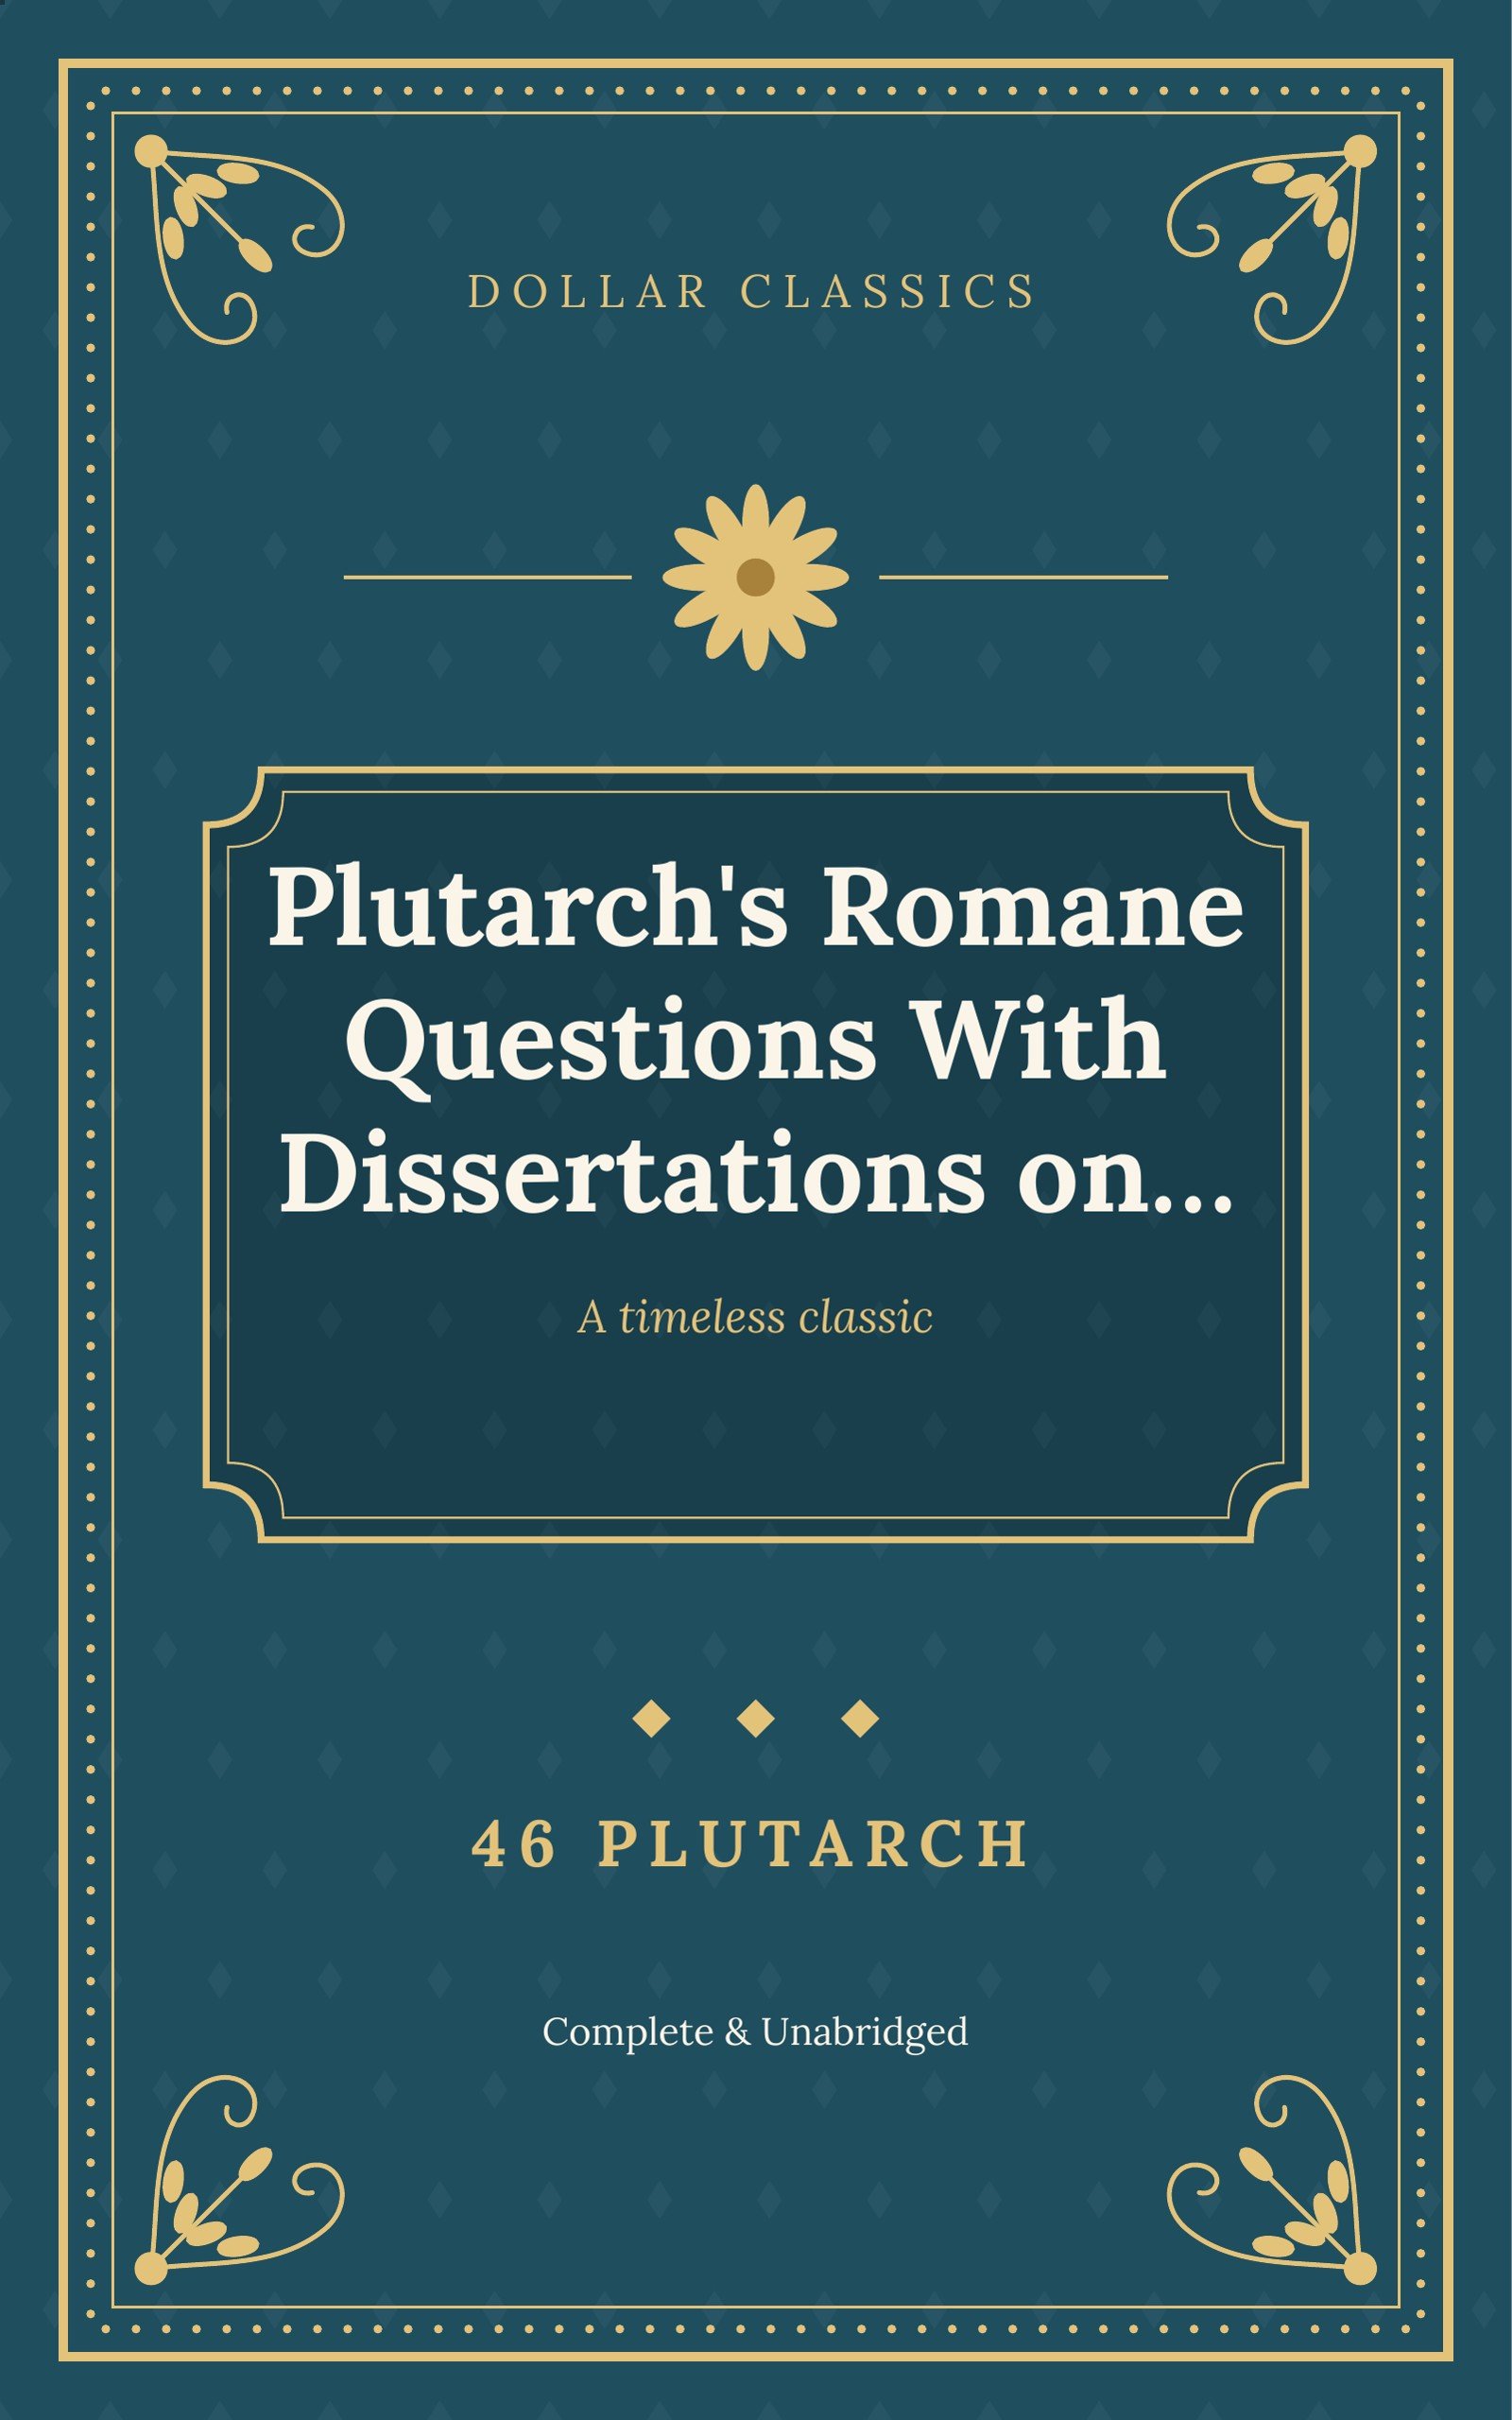 DOLLAR CLASSICS
Plutarch's Romane
Questions With
Dissertations on...
A timeless classic
46 PLUTARCH
Complete & Unabridged